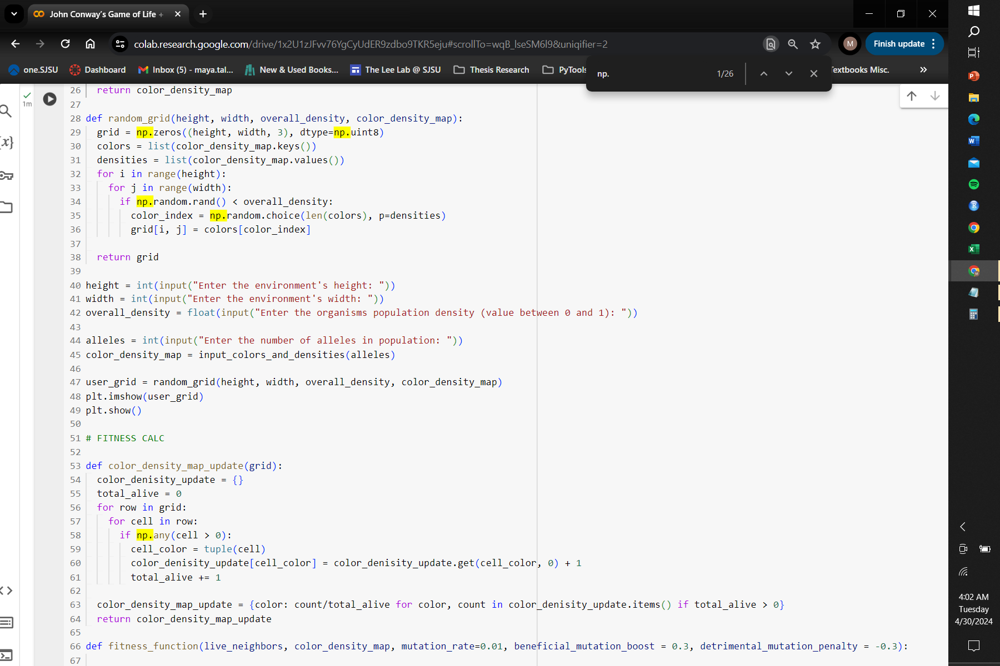 John Conway's Game of Life +
colab.research.google.com/drive/1x2U1zJFvv76YgCyUdER9zdbo9TKR5eju#scrollTo=wqB_lseSM6l9&uniqifier=2
M
Finish update
one.SJSU Dashboard Inbox (5) - maya.tal... New & Used Books... The Lee Lab @ SJSU Thesis Research PyTools Textbooks Misc. »
np. 1/26
1m
{x}
26 return color_density_map
27
28 def random_grid(height, width, overall_density, color_density_map):
29 grid = np.zeros((height, width, 3), dtype=np.uint8)
30 colors = list(color_density_map.keys())
31 densities = list(color_density_map.values())
32 for i in range(height):
33 for j in range(width):
34 if np.random.rand() < overall_density:
35 color_index = np.random.choice(len(colors), p=densities)
36 grid[i, j] = colors[color_index]
37
38 return grid
39
40 height = int(input("Enter the environment's height: "))
41 width = int(input("Enter the environment's width: "))
42 overall_density = float(input("Enter the organisms population density (value between 0 and 1): "))
43
44 alleles = int(input("Enter the number of alleles in population: "))
45 color_density_map = input_colors_and_densities(alleles)
46
47 user_grid = random_grid(height, width, overall_density, color_density_map)
48 plt.imshow(user_grid)
49 plt.show()
50
51 # FITNESS CALC
52
53 def color_density_map_update(grid):
54 color_denisity_update = {}
55 total_alive = 0
56 for row in grid:
57 for cell in row:
58 if np.any(cell > 0):
59 cell_color = tuple(cell)
60 color_denisity_update[cell_color] = color_denisity_update.get(cell_color, 0) + 1
61 total_alive += 1
62
63 color_density_map_update = {color: count/total_alive for color, count in color_denisity_update.items() if total_alive > 0}
64 return color_density_map_update
65
66 def fitness_function(live_neighbors, color_density_map, mutation_rate=0.01, beneficial_mutation_boost = 0.3, detrimental_mutation_penalty = -0.3):
67
4:02 AM
Tuesday
4/30/2024